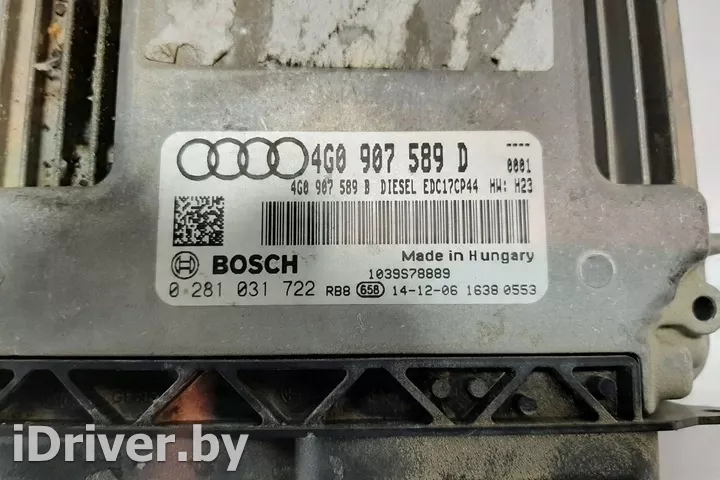 4G0 907 589 D
----
0001
4G0 907 589 B DIESEL EDC17CP44 HW: H23
BOSCH
Made in Hungary
1039S78889
0 281 031 722 RB8 658 14-12-06 1638 0553
iDriver.by